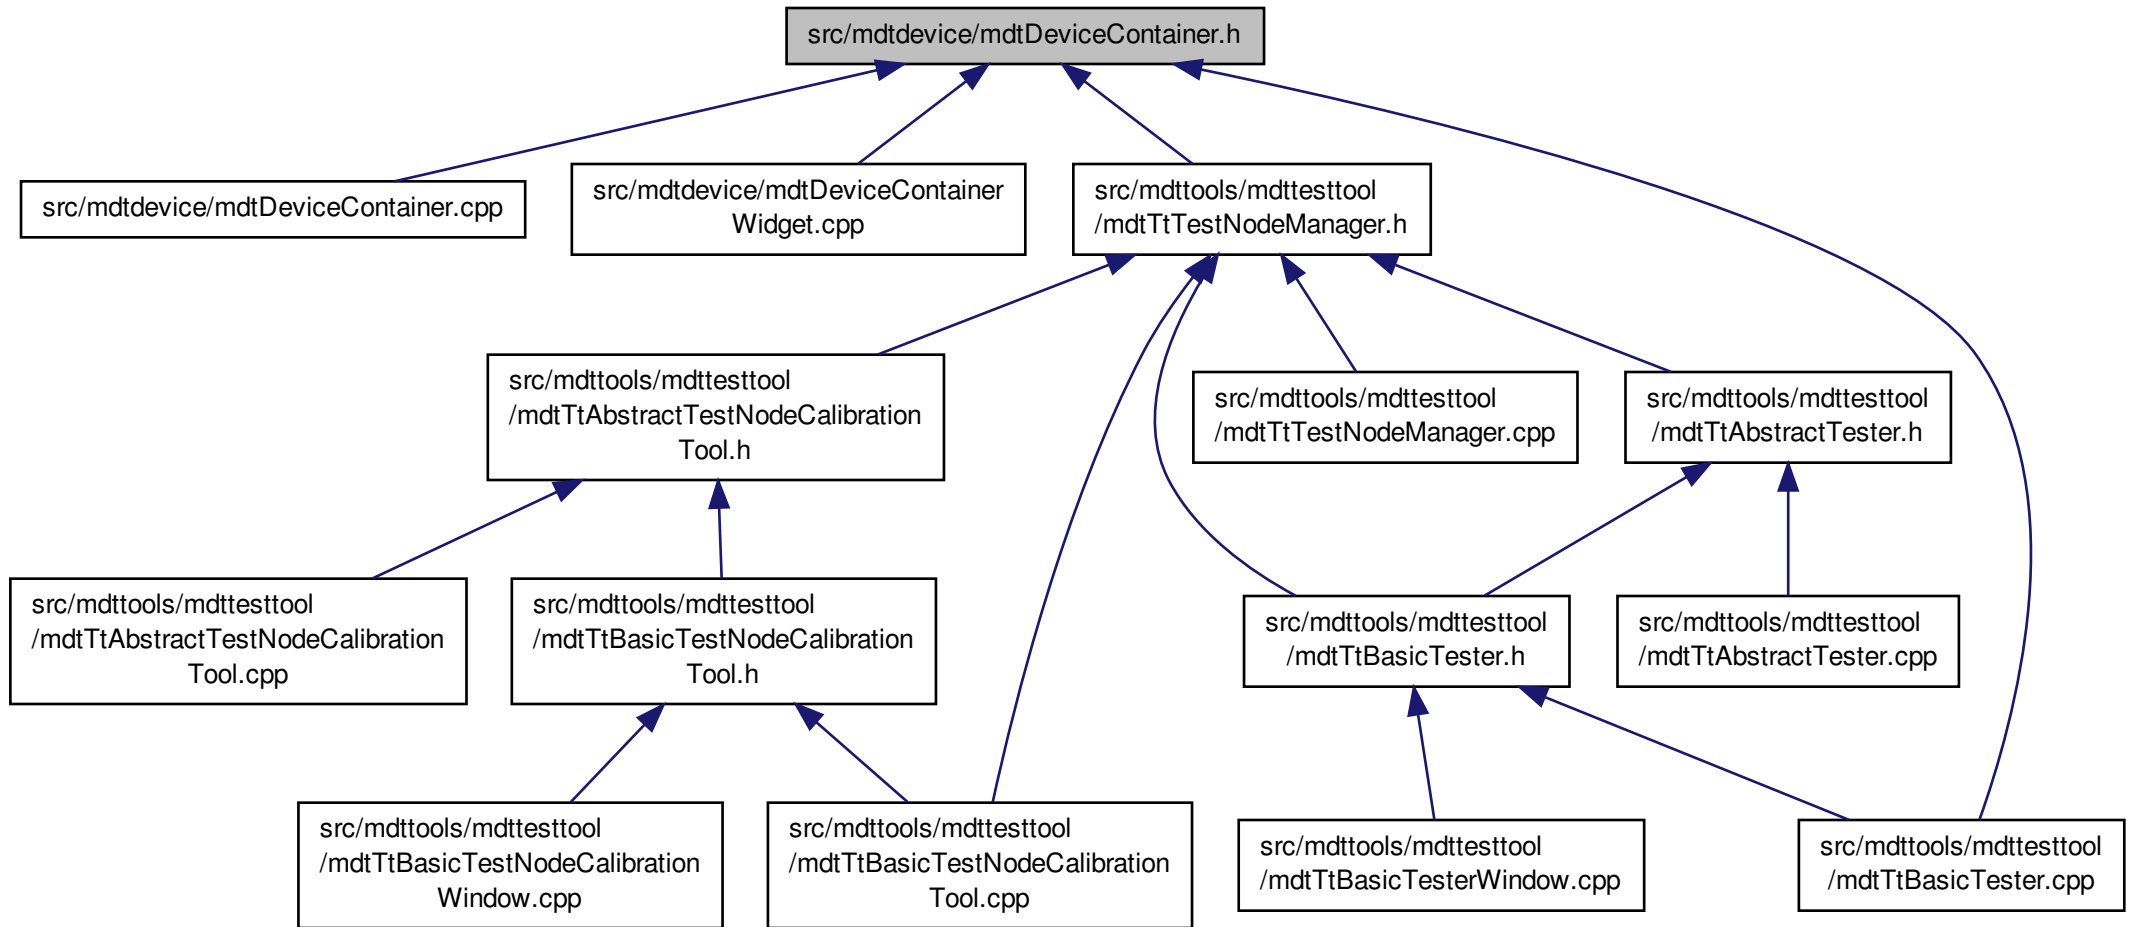 src/mdtdevice/mdtDeviceContainer.h
src/mdtdevice/mdtDeviceContainer.cpp
src/mdtdevice/mdtDeviceContainer
Widget.cpp
src/mdttools/mdttesttool
/mdtTtTestNodeManager.h
src/mdttools/mdttesttool
/mdtTtAbstractTestNodeCalibration
Tool.h
src/mdttools/mdttesttool
/mdtTtTestNodeManager.cpp
src/mdttools/mdttesttool
/mdtTtAbstractTester.h
src/mdttools/mdttesttool
/mdtTtAbstractTestNodeCalibration
Tool.cpp
src/mdttools/mdttesttool
/mdtTtBasicTestNodeCalibration
Tool.h
src/mdttools/mdttesttool
/mdtTtBasicTester.h
src/mdttools/mdttesttool
/mdtTtAbstractTester.cpp
src/mdttools/mdttesttool
/mdtTtBasicTestNodeCalibration
Window.cpp
src/mdttools/mdttesttool
/mdtTtBasicTestNodeCalibration
Tool.cpp
src/mdttools/mdttesttool
/mdtTtBasicTesterWindow.cpp
src/mdttools/mdttesttool
/mdtTtBasicTester.cpp